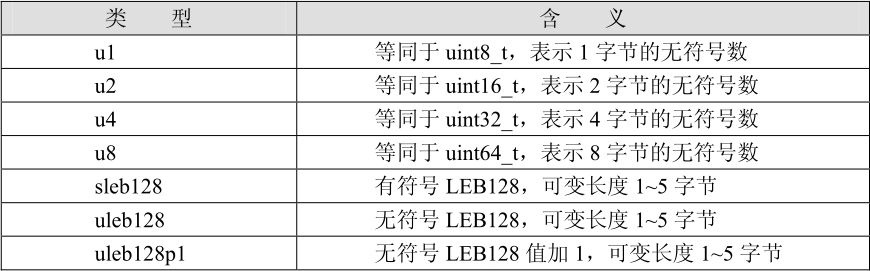 类 型 含 义
u1 等同于 uint8_t，表示 1 字节的无符号数
u2 等同于 uint16_t，表示 2 字节的无符号数
u4 等同于 uint32_t，表示 4 字节的无符号数
u8 等同于 uint64_t，表示 8 字节的无符号数
sleb128 有符号 LEB128，可变长度 1~5 字节
uleb128 无符号 LEB128，可变长度 1~5 字节
uleb128p1 无符号 LEB128 值加 1，可变长度 1~5 字节